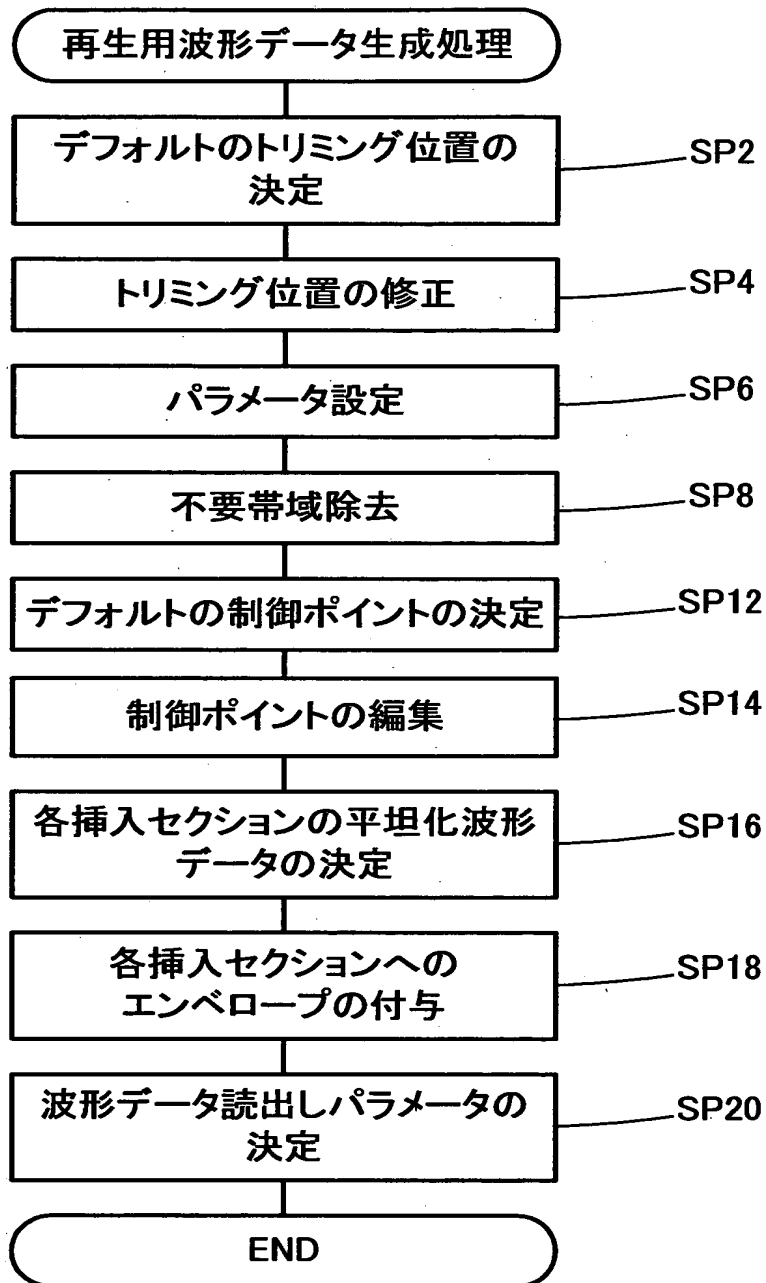 再生用波形データ生成処理
デフォルトのトリミング位置の
決定
SP2
トリミング位置の修正
SP4
パラメータ設定
SP6
不要帯域除去
SP8
デフォルトの制御ポイントの決定
SP12
制御ポイントの編集
SP14
各挿入セクションの平坦化波形
データの決定
SP16
各挿入セクションへの
エンベロープの付与
SP18
波形データ読出しパラメータの
決定
SP20
END